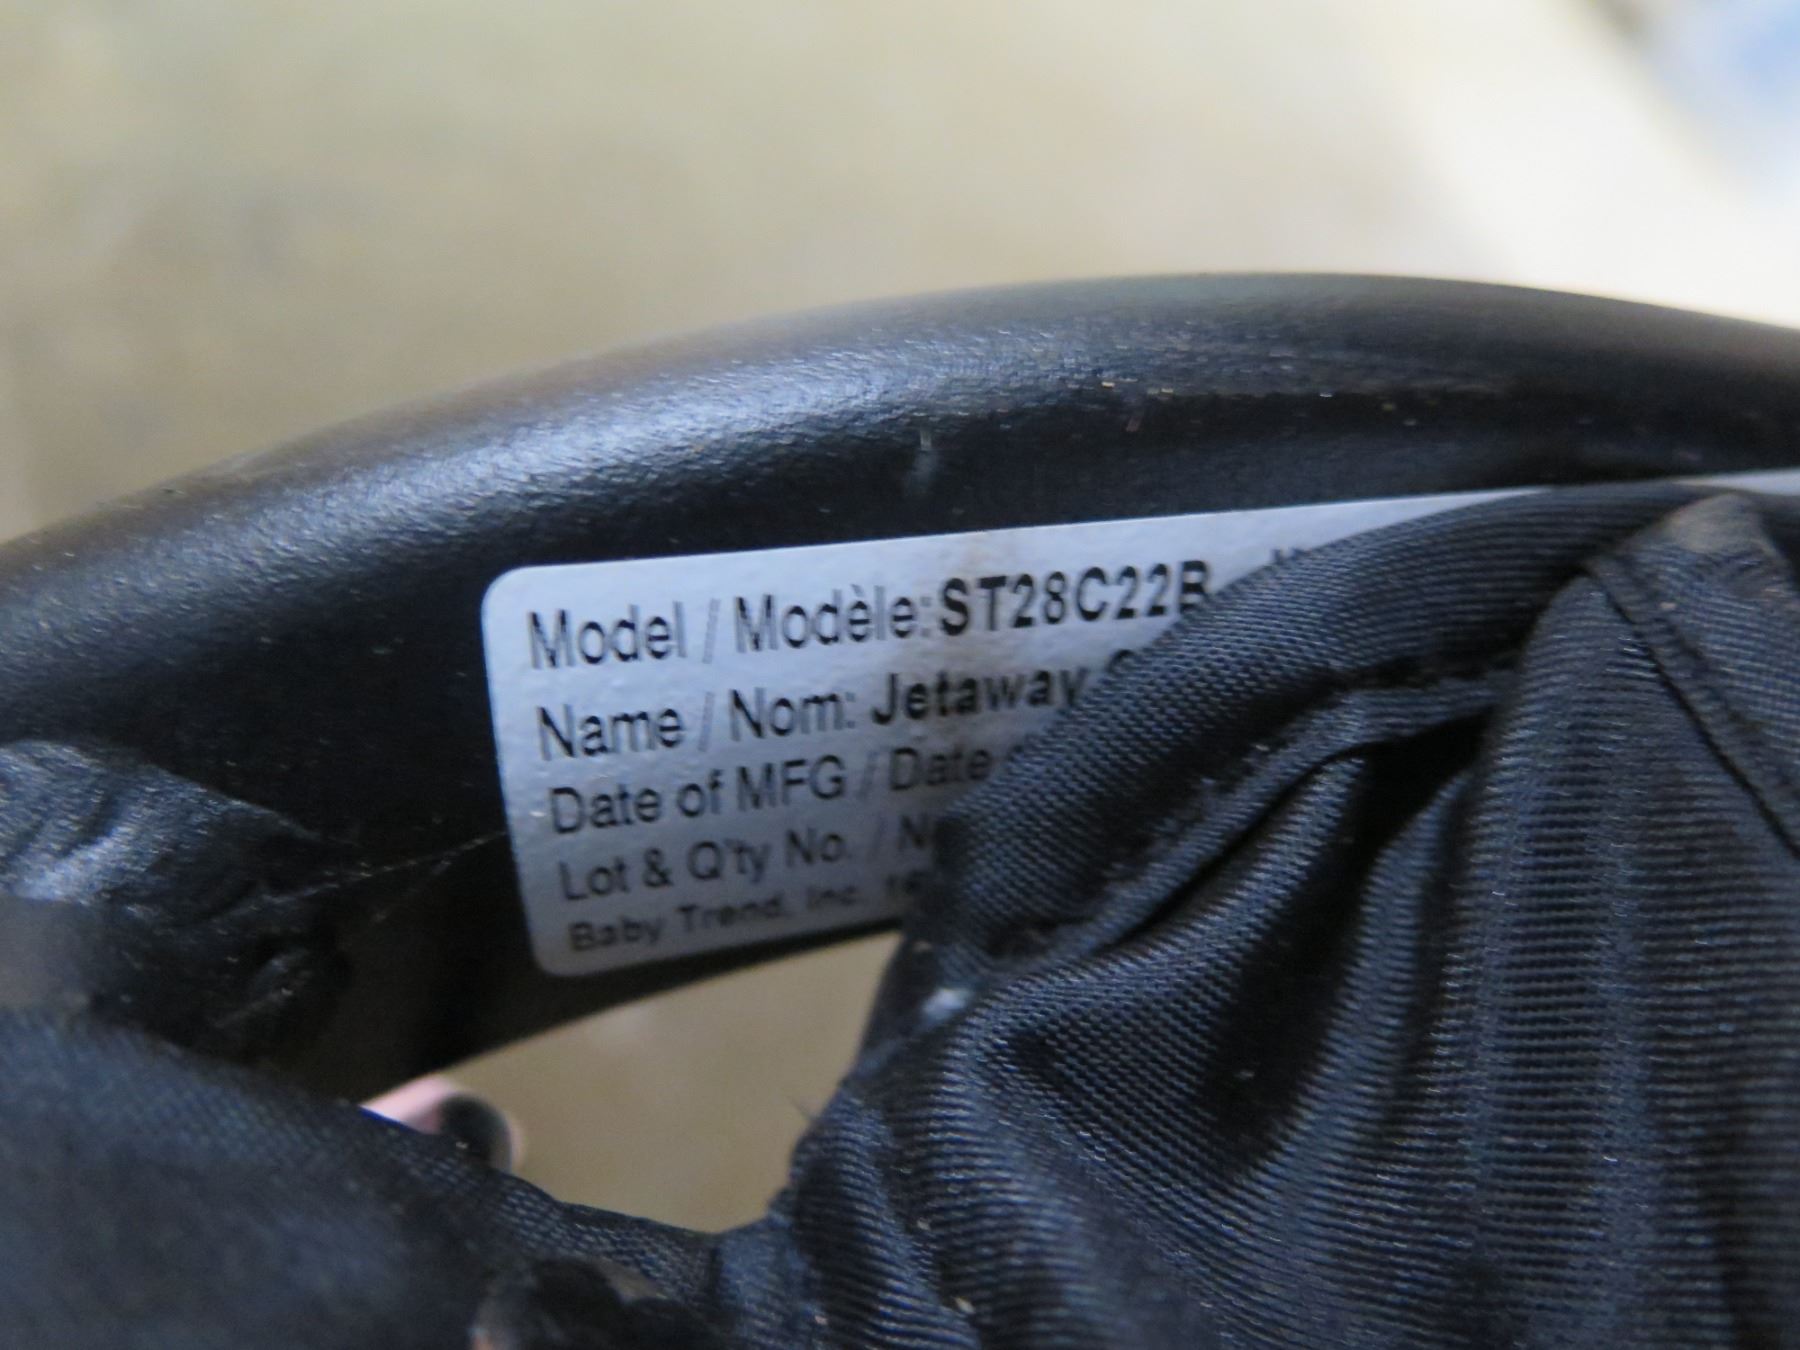 Model / Modèle:ST28C22B
Name / Nom: Jetaway
Date of MFG / Date
Lot & Q'ty No. /
Baby Trend, Inc.